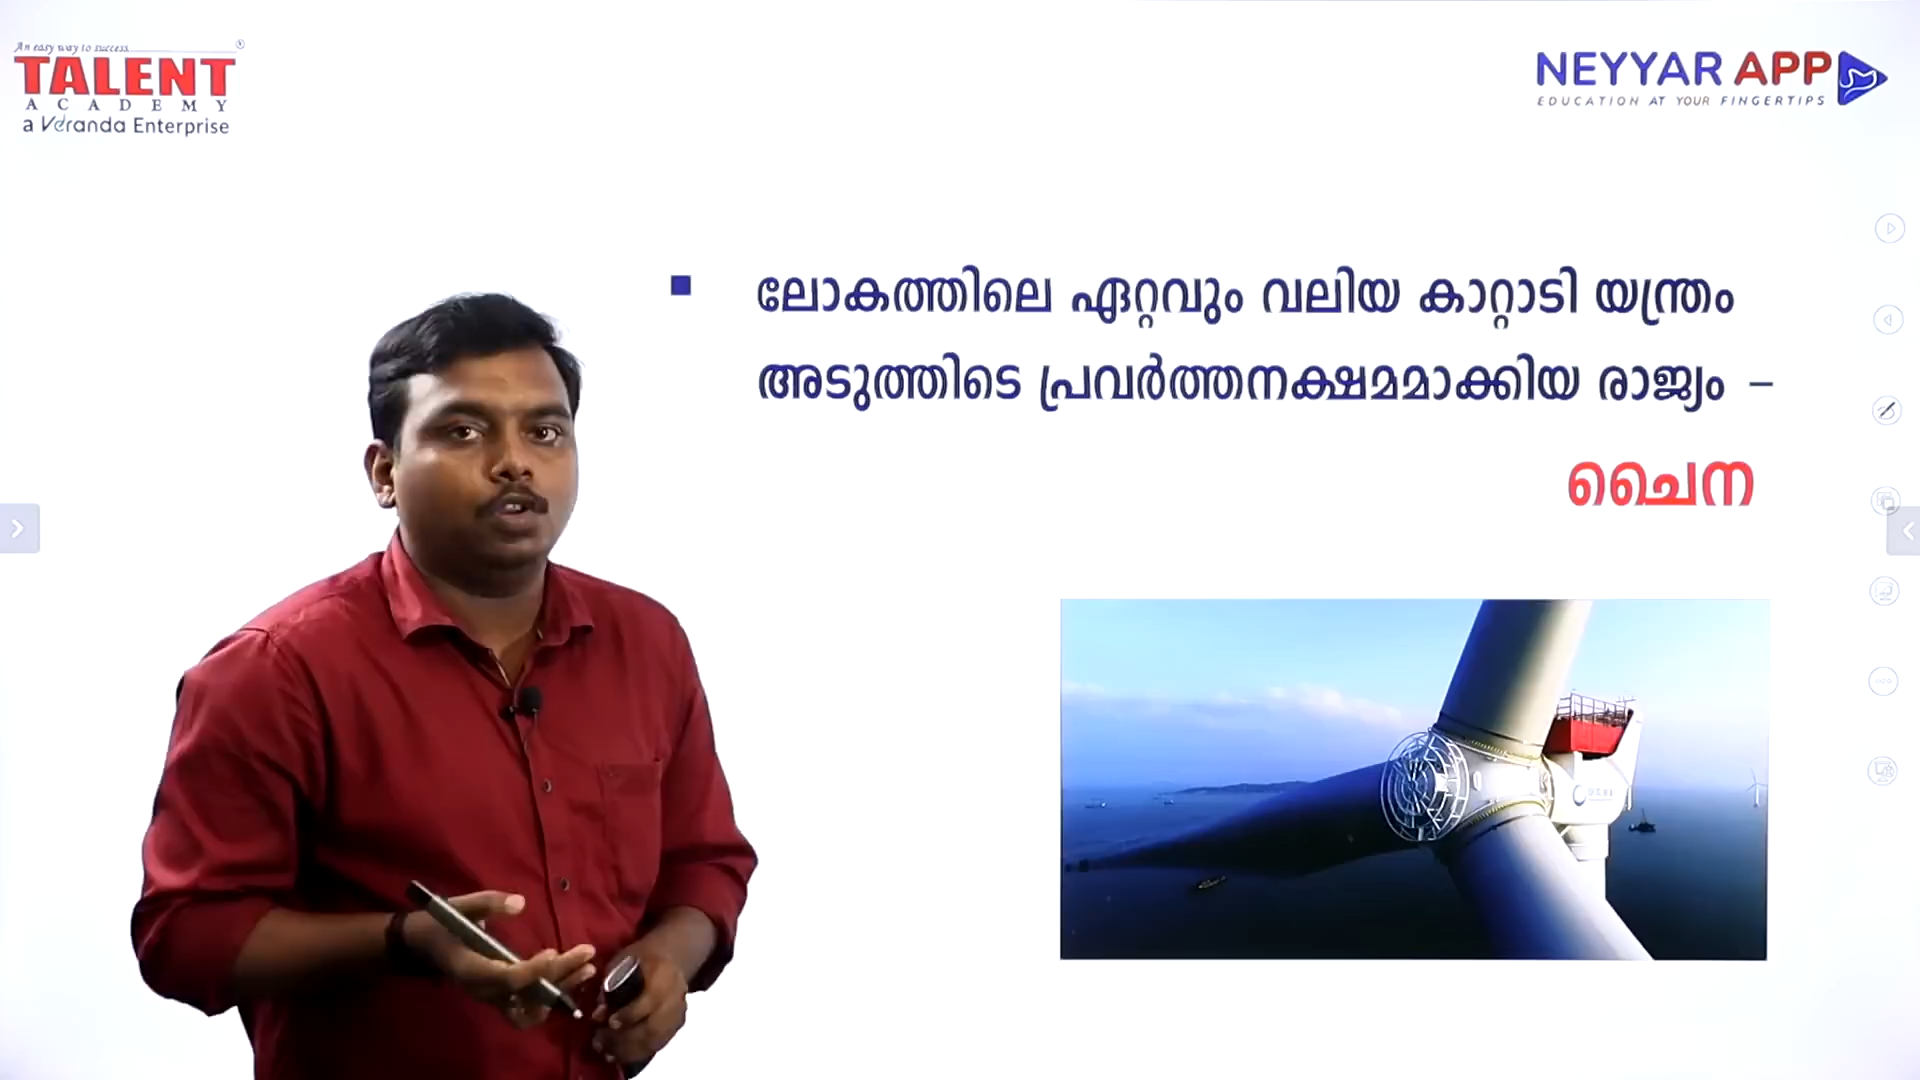 An easy way to success
TALENT
ACADEMY
a Veranda Enterprise
NEYYAR APP
EDUCATION AT YOUR FINGERTIPS
ലോകത്തിലെ ഏറ്റവും വലിയ കാറ്റാടി യന്ത്രം
അടുത്തിടെ പ്രവർത്തനക്ഷമമാക്കിയ രാജ്യം –
ചൈന